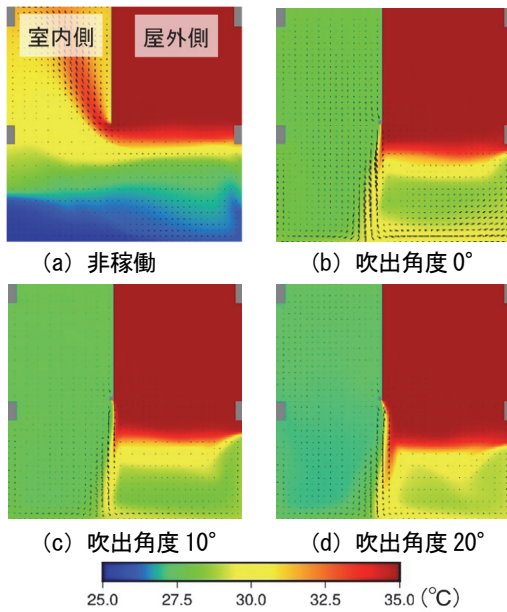 室内側 屋外側
(a) 非稼働
(b) 吹出角度 0°
(c) 吹出角度 10°
(d) 吹出角度 20°
25.0 27.5 30.0 32.5 35.0 (℃)